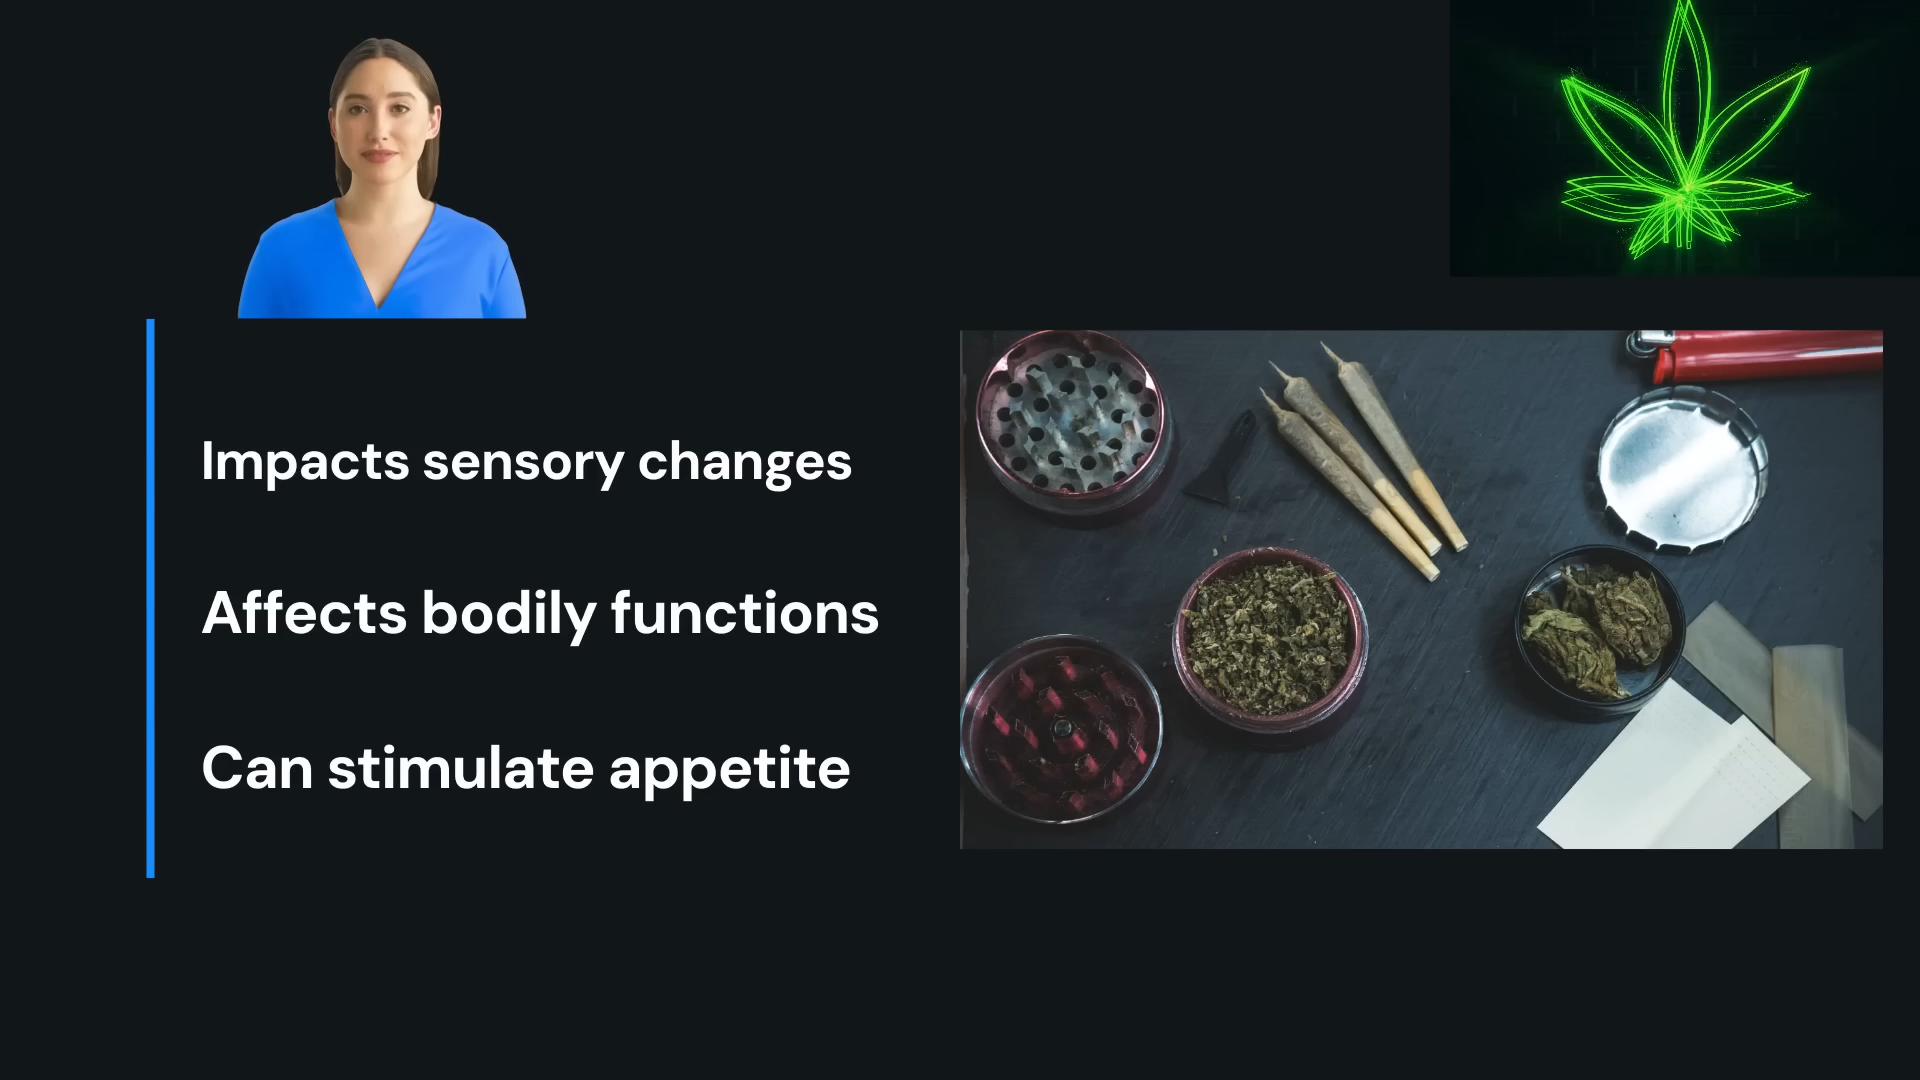 Impacts sensory changes
Affects bodily functions
Can stimulate appetite